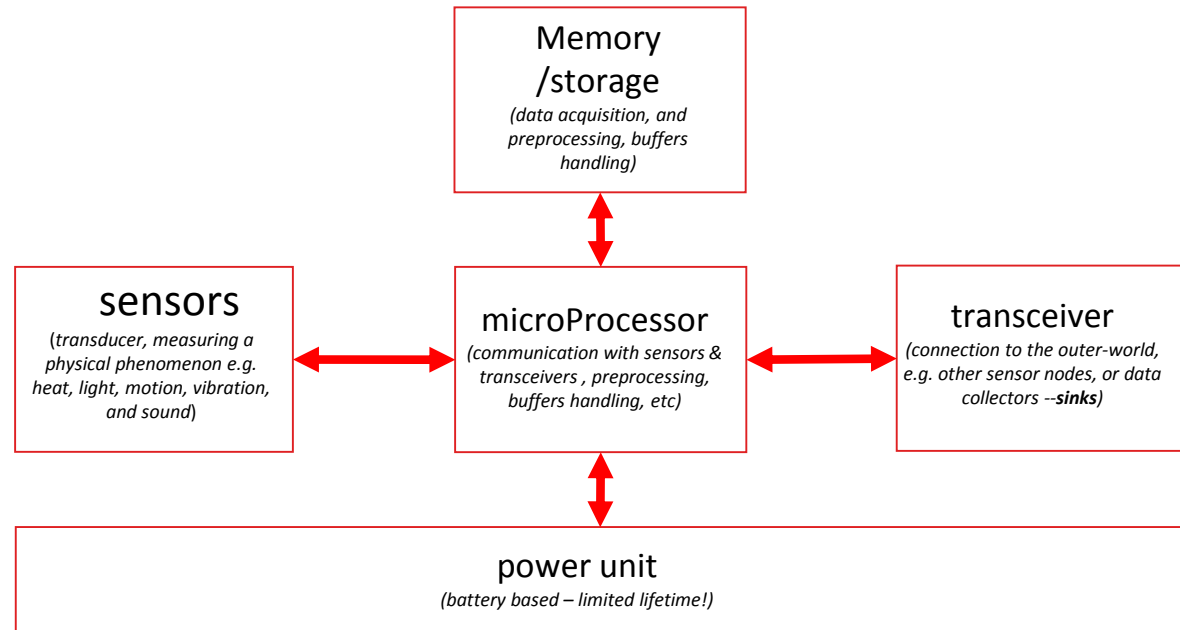 Memory
/storage
(data acquisition, and
preprocessing, buffers
handling)
sensors
(transducer, measuring a
physical phenomenon e.g.
heat, light, motion, vibration,
and sound)
microProcessor
(communication with sensors &
transceivers , preprocessing,
buffers handling, etc)
transceiver
(connection to the outer-world,
e.g. other sensor nodes, or data
collectors --sinks)
power unit
(battery based – limited lifetime!)